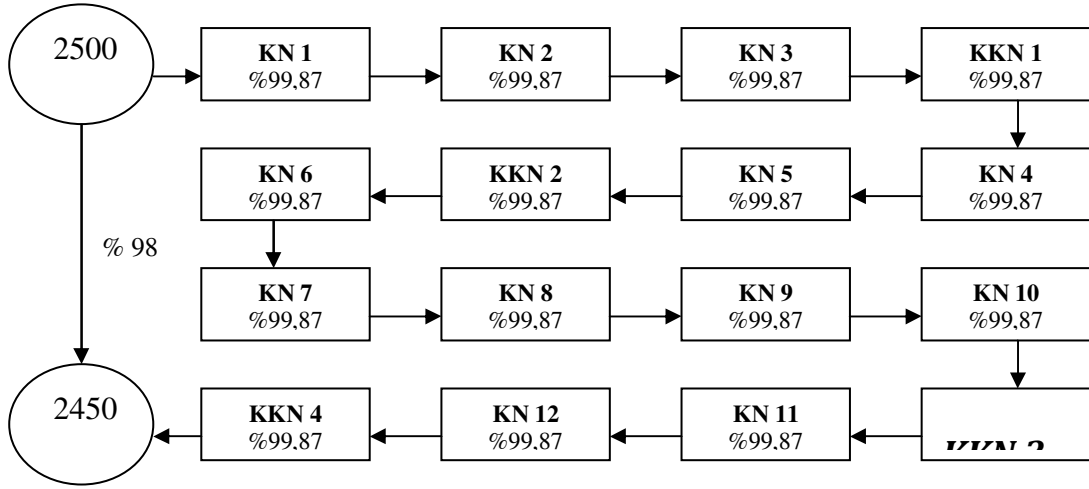 2500
KN 1
%99,87
KN 2
%99,87
KN 3
%99,87
KKN 1
%99,87
KN 6
%99,87
KKN 2
%99,87
KN 5
%99,87
KN 4
%99,87
% 98
KN 7
%99,87
KN 8
%99,87
KN 9
%99,87
KN 10
%99,87
2450
KKN 4
%99,87
KN 12
%99,87
KN 11
%99,87